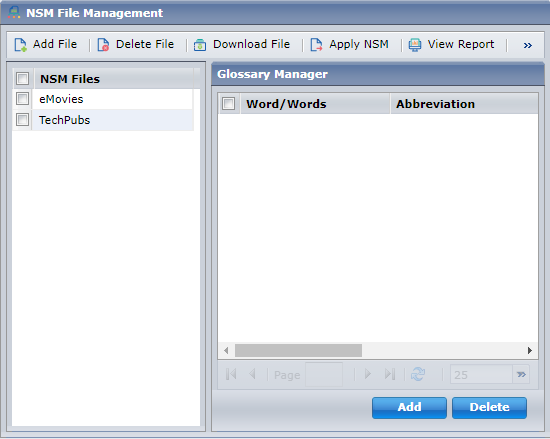 NSM File Management
Add File Delete File Download File Apply NSM View Report »
NSM Files
eMovies
TechPubs
Glossary Manager
Word/Words Abbreviation
Page 25 »
Add Delete